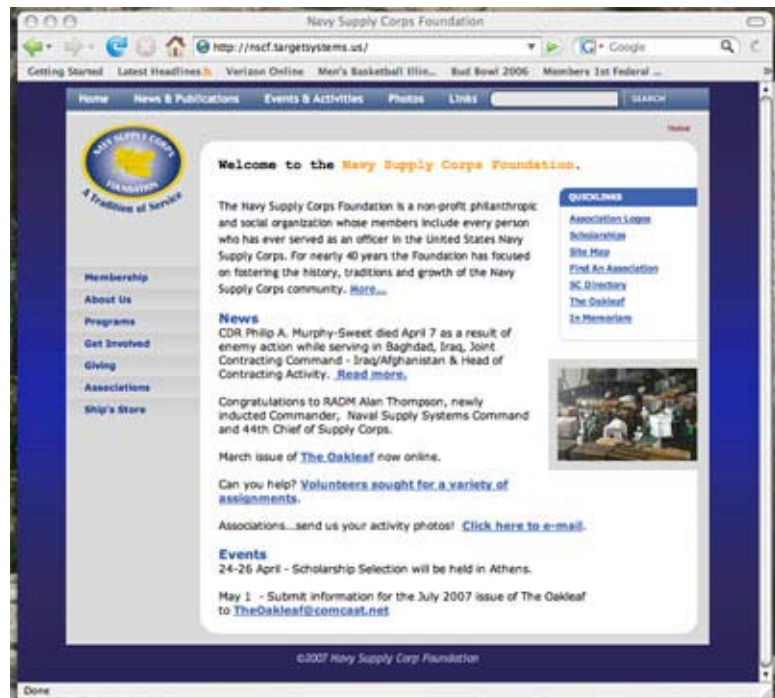 Navy Supply Corps Foundation
http://nscf.targetsystems.us/
Google
Getting Started Latest Headlines Verizon Online Men's Basketball Illin... Bud Bowl 2006 Members 1st Federal ...
Home News & Publications Events & Activities Photos Links SEARCH
Home
NAVY SUPPLY CORPS
FOUNDATION
A Tradition of Service
Membership
About Us
Programs
Get Involved
Giving
Associations
Ship's Store
Welcome to the Navy Supply Corps Foundation.
The Navy Supply Corps Foundation is a non-profit philanthropic
and social organization whose members include every person
who has ever served as an officer in the United States Navy
Supply Corps. For nearly 40 years the Foundation has focused
on fostering the history, traditions and growth of the Navy
Supply Corps community. More...
News
CDR Philip A. Murphy-Sweet died April 7 as a result of
enemy action while serving in Baghdad, Iraq, Joint
Contracting Command - Iraq/Afghanistan & Head of
Contracting Activity. Read more.
Congratulations to RADM Alan Thompson, newly
inducted Commander, Naval Supply Systems Command
and 44th Chief of Supply Corps.
March issue of The Oakleaf now online.
Can you help? Volunteers sought for a variety of
assignments.
Associations...send us your activity photos! Click here to e-mail.
Events
24-26 April - Scholarship Selection will be held in Athens.
May 1 - Submit information for the July 2007 issue of The Oakleaf
to TheOakleaf@comcast.net
QUICKLINKS
Association Logos
Scholarships
Site Map
Find An Association
SC Directory
The Oakleaf
In Memoriam
©2007 Navy Supply Corp Foundation
Done